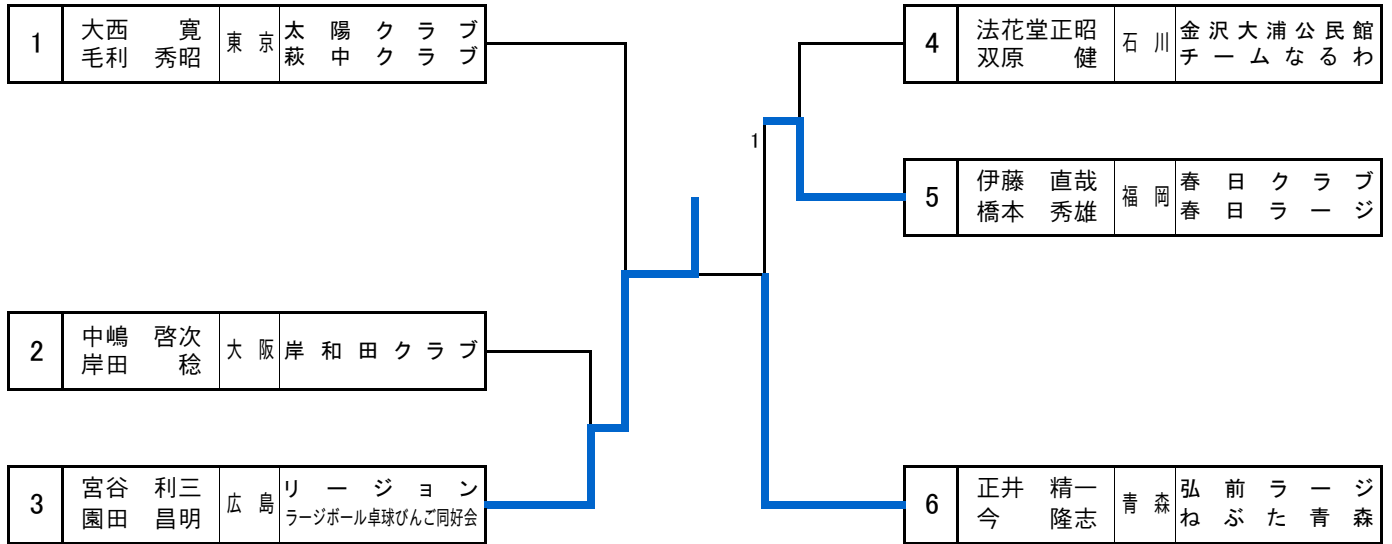 1 大西 寛 東京 太陽クラブ
毛利 秀昭 萩中クラブ
2 中嶋 啓次 大阪 岸和田クラブ
岸田 稔
3 宮谷 利三 広島 リージョン
園田 昌明 ラージボール卓球びんご同好会
1
4 法花堂正昭 石川 金沢大浦公民館
双原 健 チームなるわ
5 伊藤 直哉 福岡 春日クラブ
橋本 秀雄 春日ラージ
6 正井 精一 青森 弘前ラージ
今 隆志 ねぶた青森